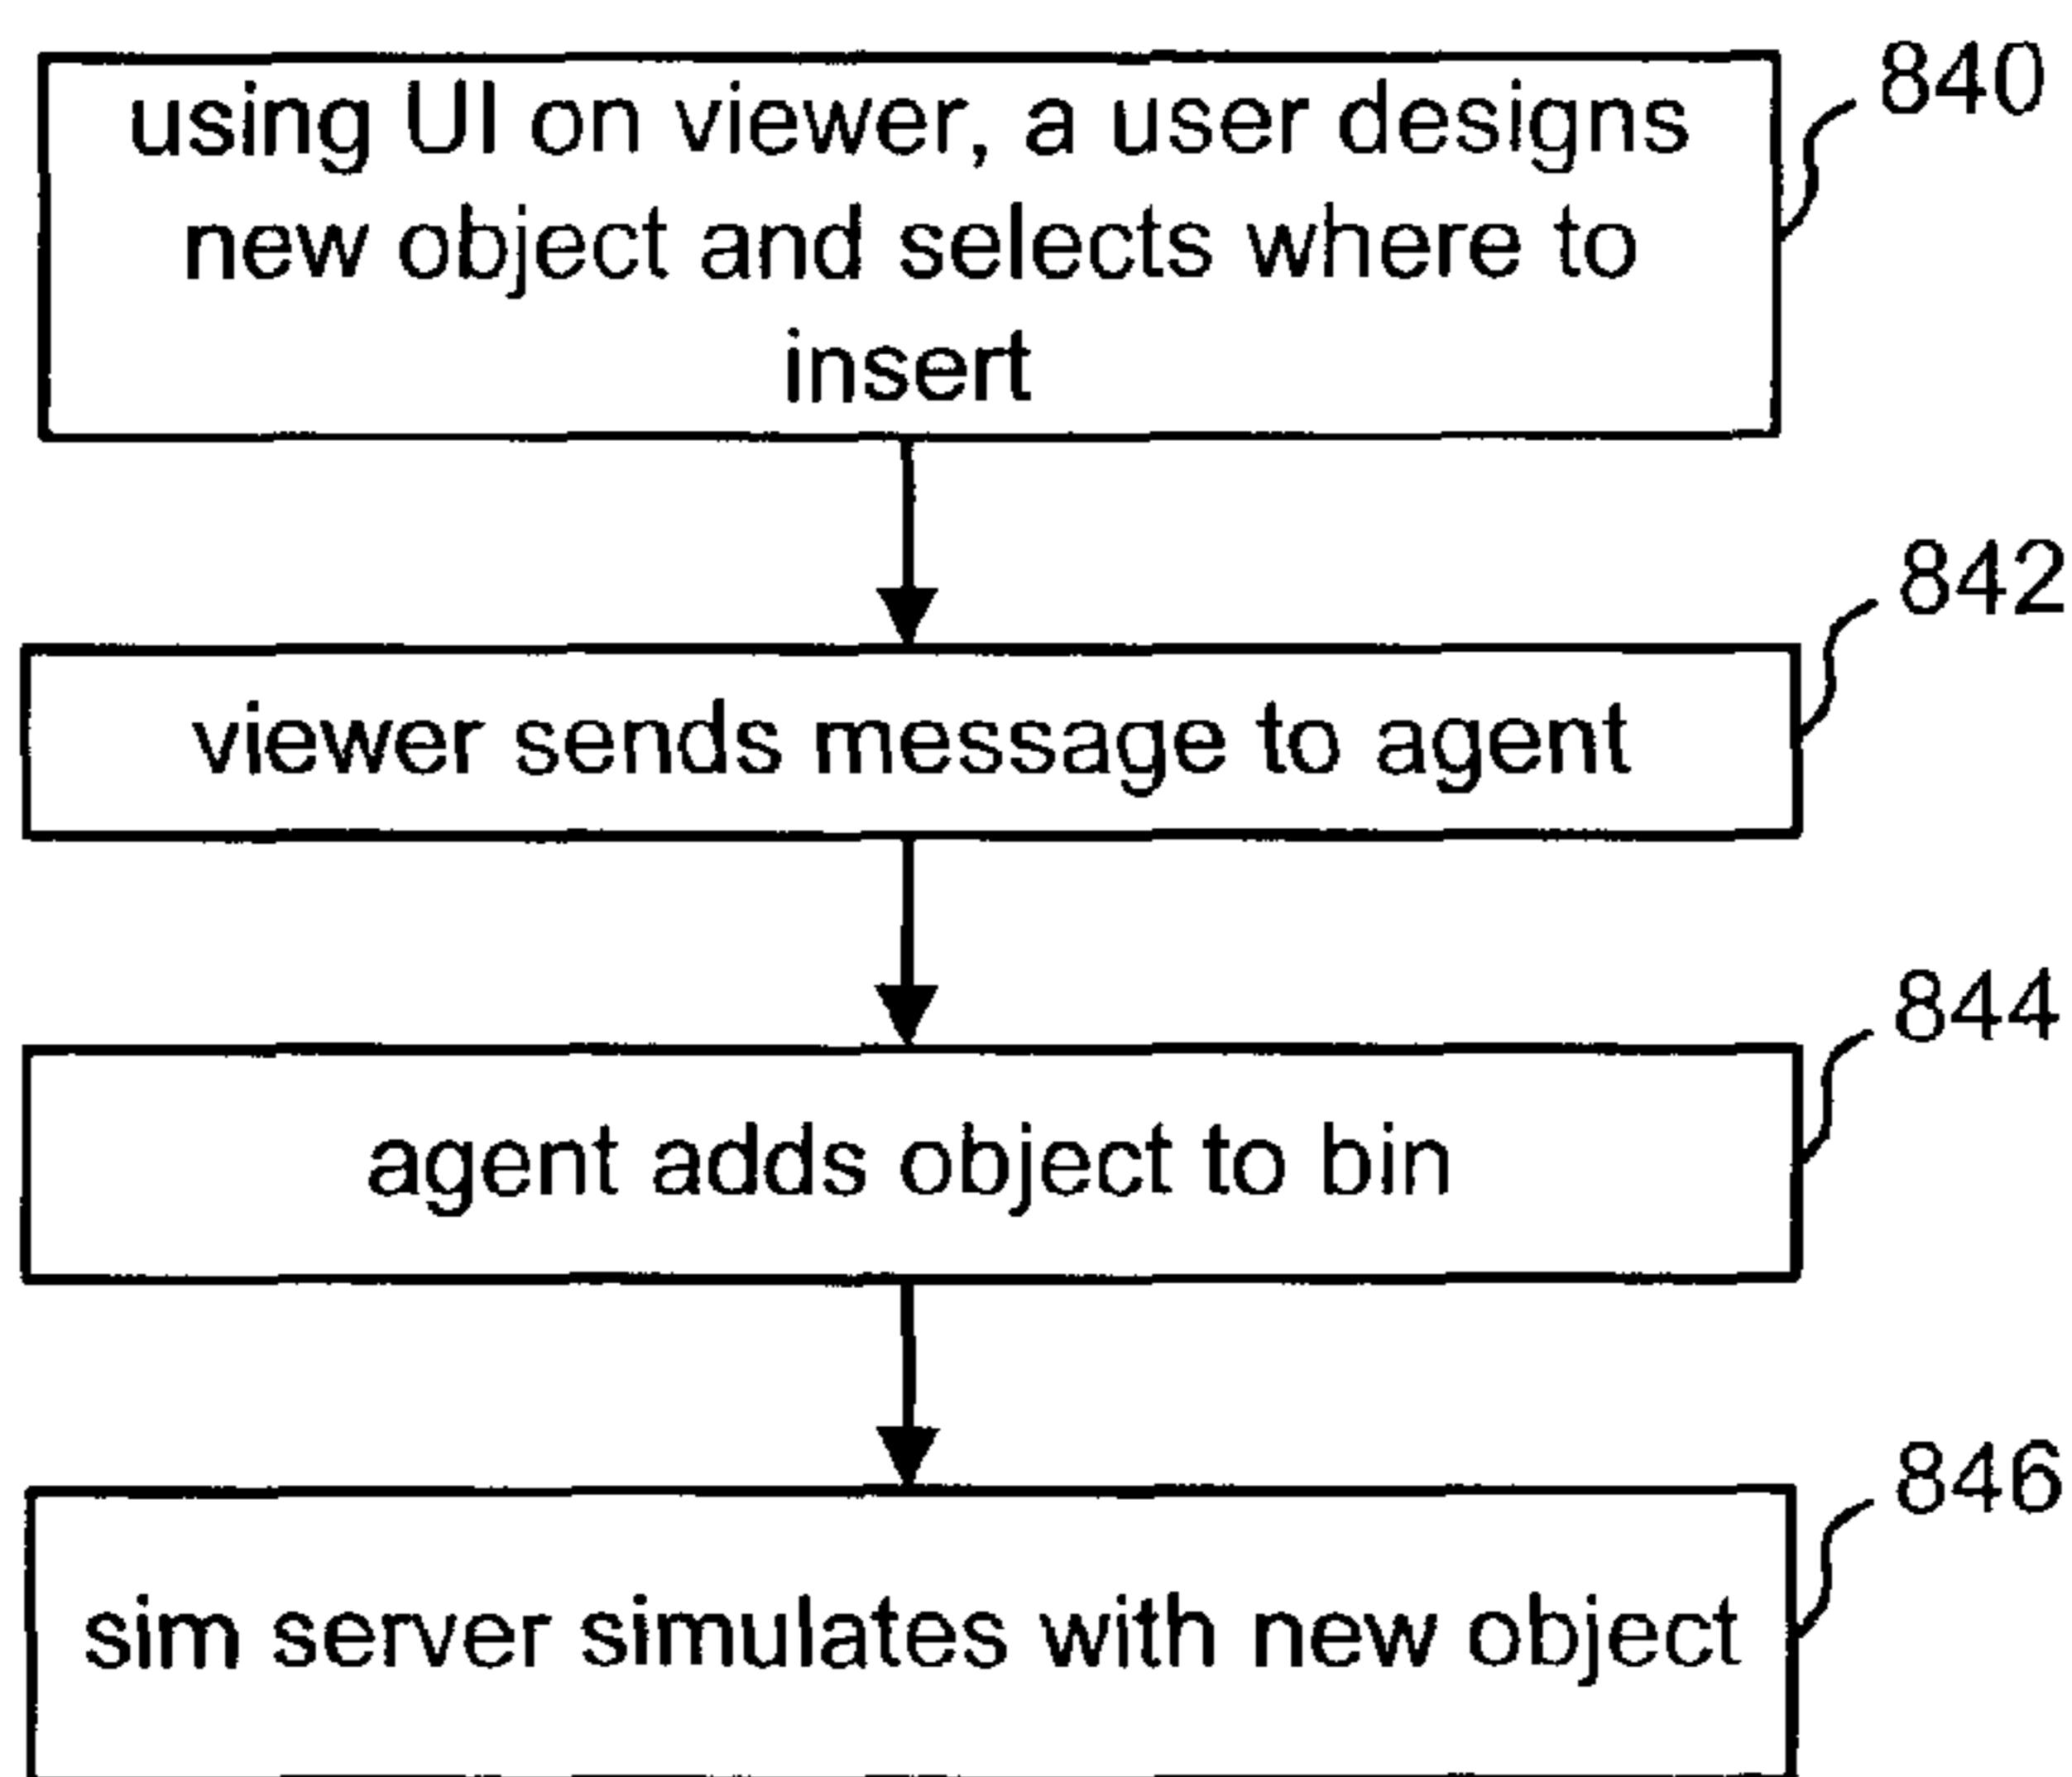 using UI on viewer, a user designs
new object and selects where to
insert
840
viewer sends message to agent
842
agent adds object to bin
844
sim server simulates with new object
846